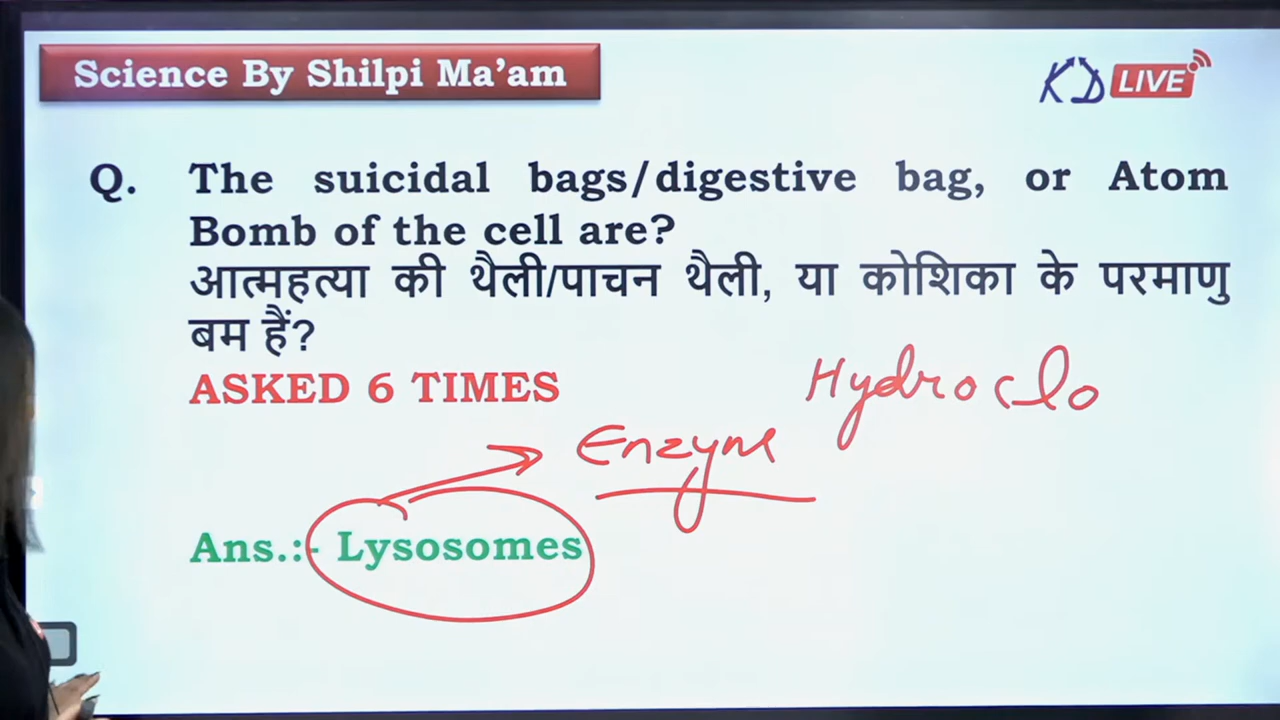 Science By Shilpi Ma’am
KD LIVE
Q. The suicidal bags/digestive bag, or Atom
Bomb of the cell are?
आत्महत्या की थैली/पाचन थैली, या कोशिका के परमाणु
बम हैं?
ASKED 6 TIMES
Hydroclo
Enzyme
Ans.:- Lysosomes